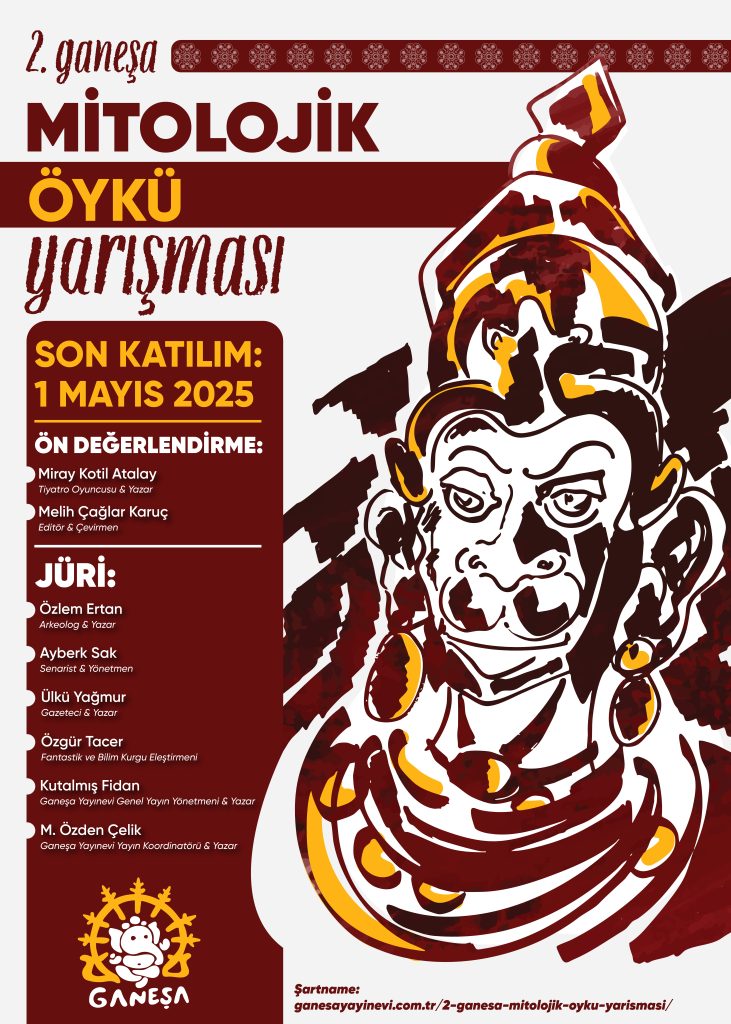 2. ganeşa
MİTOLOJİK
ÖYKÜ
yarışması
SON KATILIM:
1 MAYIS 2025
ÖN DEĞERLENDİRME:
Miray Kotil Atalay
Tiyatro Oyuncusu & Yazar
Melih Çağlar Karuç
Editör & Çevirmen
JÜRİ:
Özlem Ertan
Arkeolog & Yazar
Ayberk Sak
Senarist & Yönetmen
Ülkü Yağmur
Gazeteci & Yazar
Özgür Tacer
Fantastik ve Bilim Kurgu Eleştirmeni
Kutalmış Fidan
Ganeşa Yayınevi Genel Yayın Yönetmeni & Yazar
M. Özden Çelik
Ganeşa Yayınevi Yayın Koordinatörü & Yazar
GANEŞA
Şartname:
ganesayayinevi.com.tr/2-ganesa-mitolojik-oyku-yarismasi/